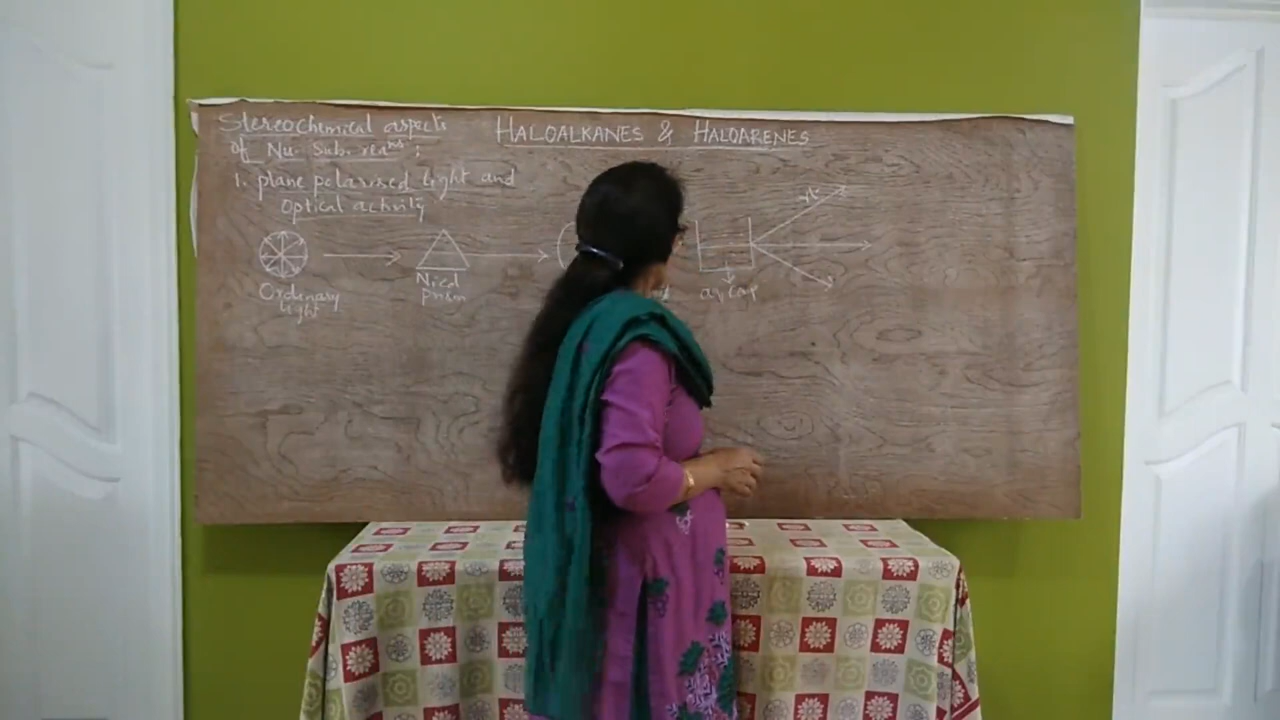 Stereochemical aspects
of Nu. Sub. reaⁿˢ :
HALOALKANES & HALOARENES
1. plane polarised light and
Optical activity
Ordinary
light
Nicol
prism